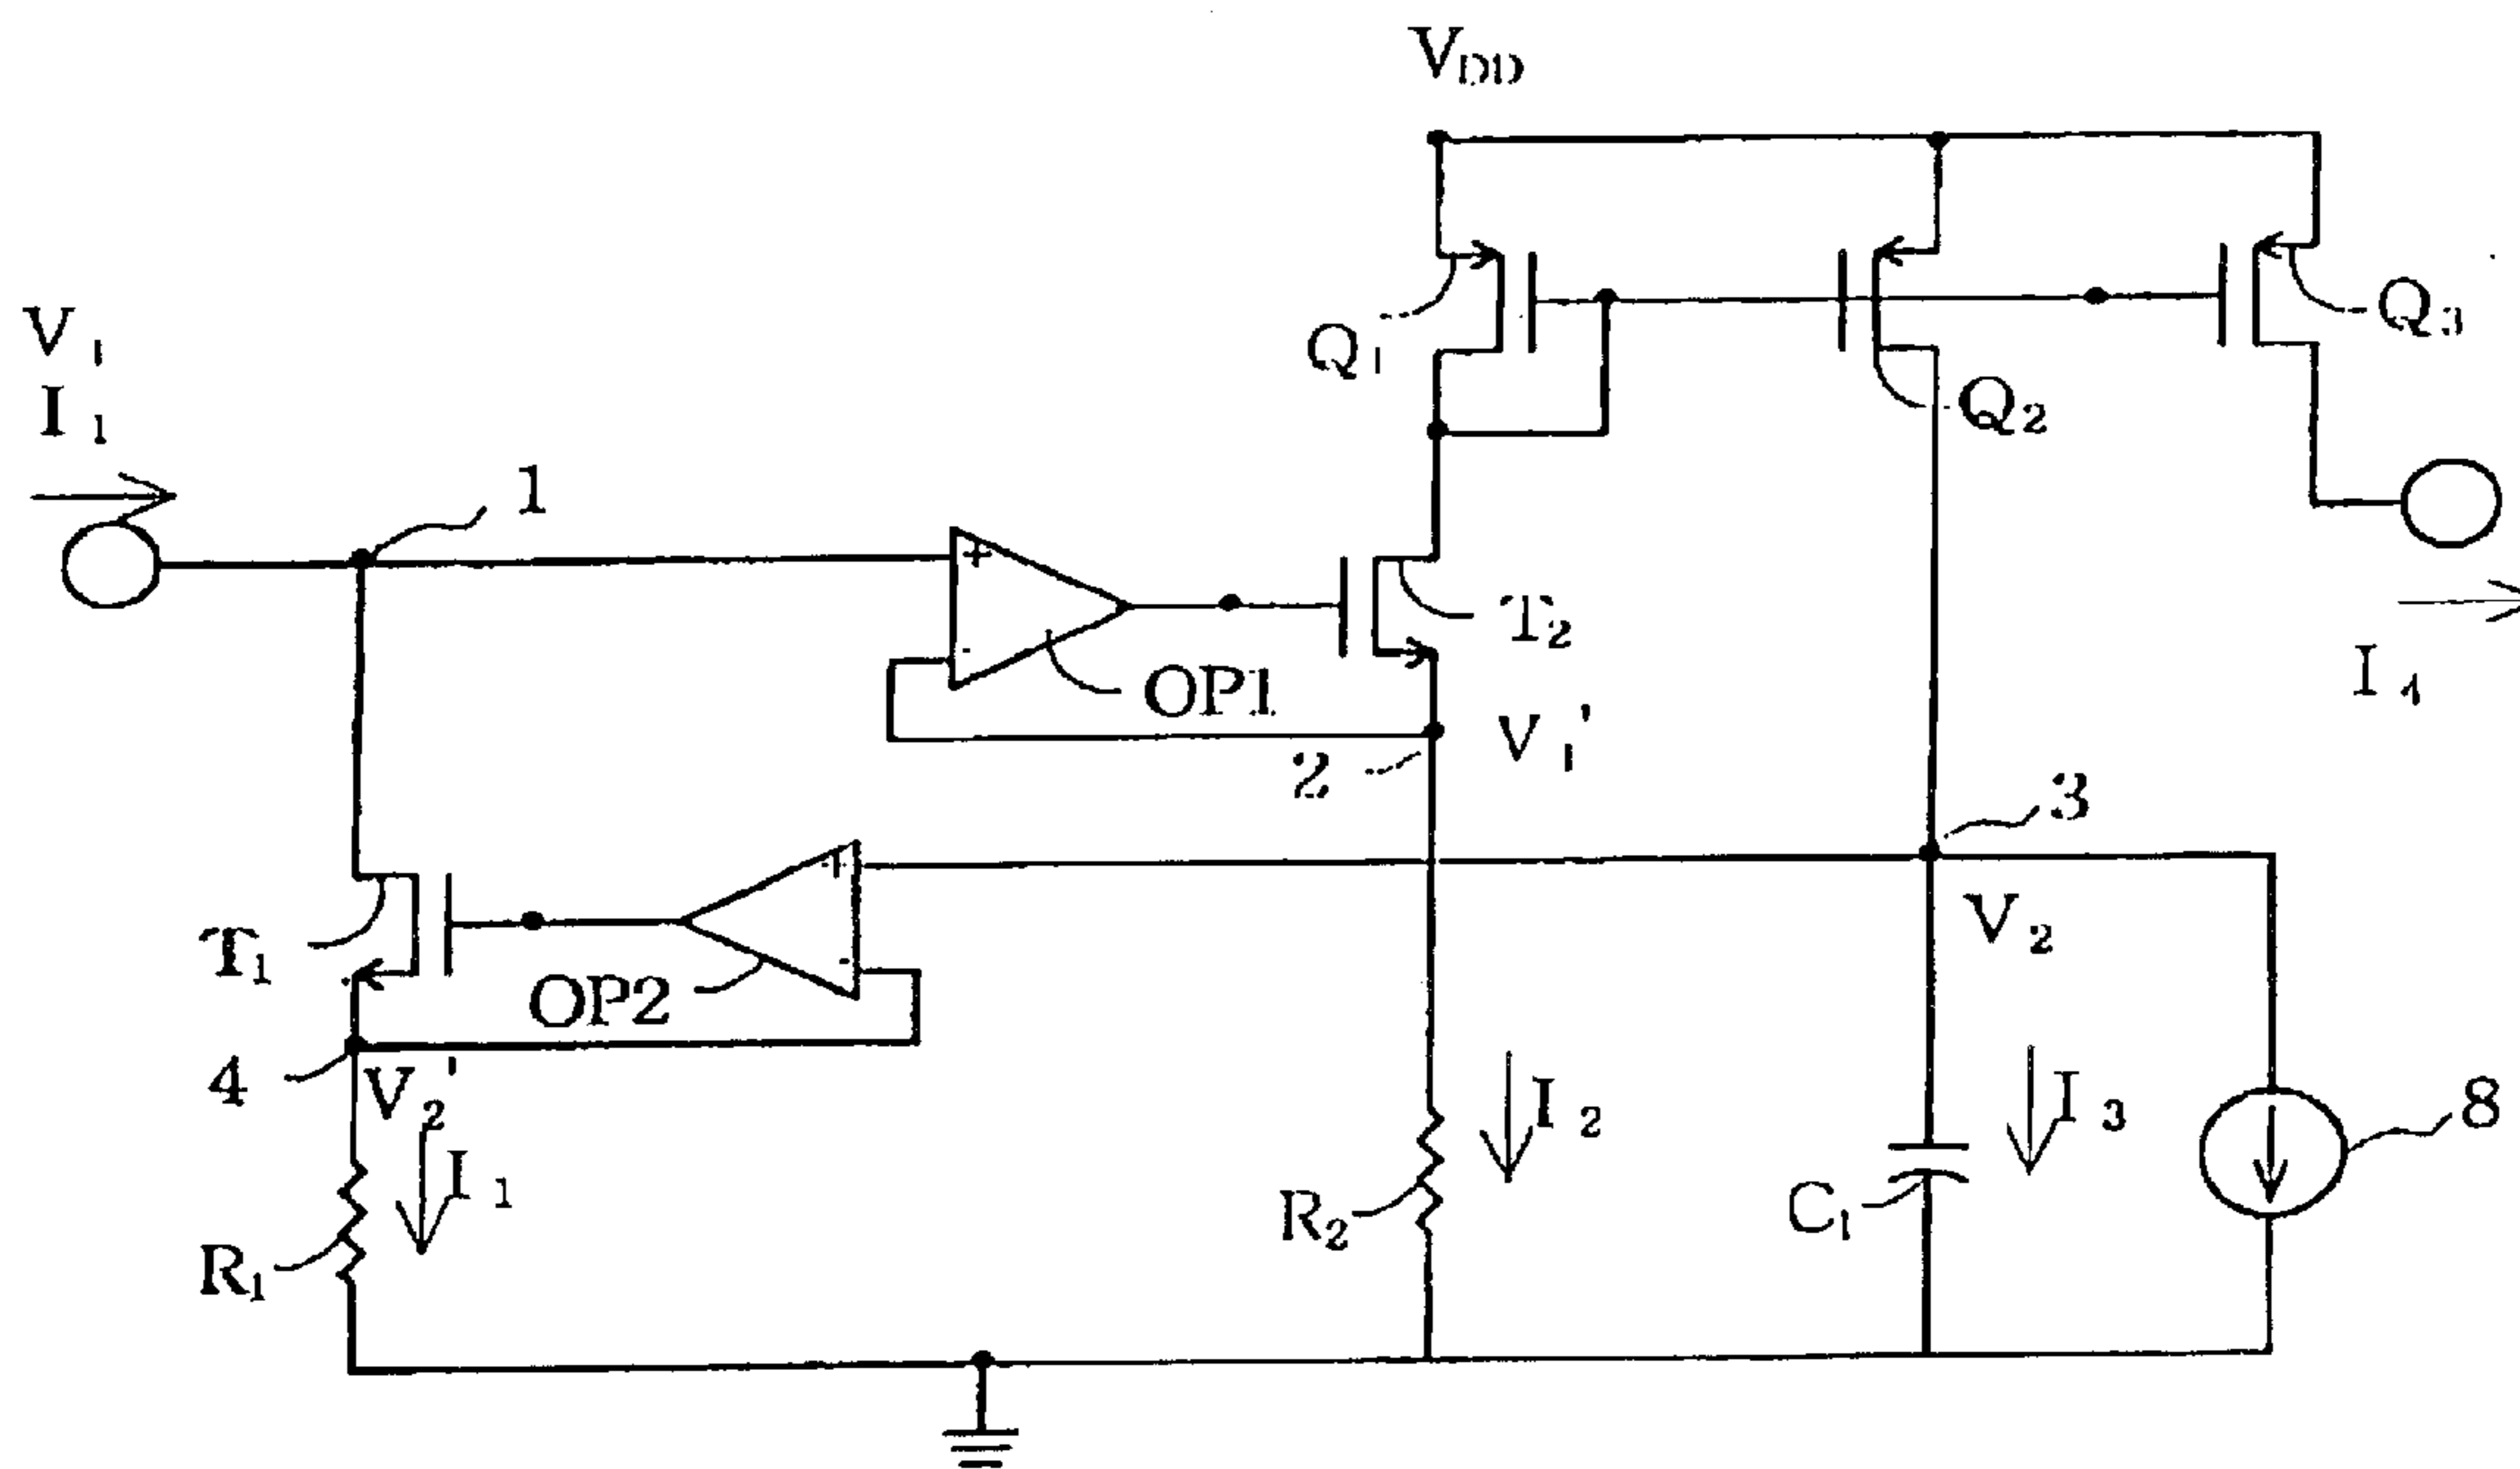 VDD
V1
I1
1
Q1
Q2
Q3
+
-
OP1
T2
I4
2
V1'
3
+
-
T1
OP2
V2
4
V2'
I1
I2
I3
8
R1
R2
C1